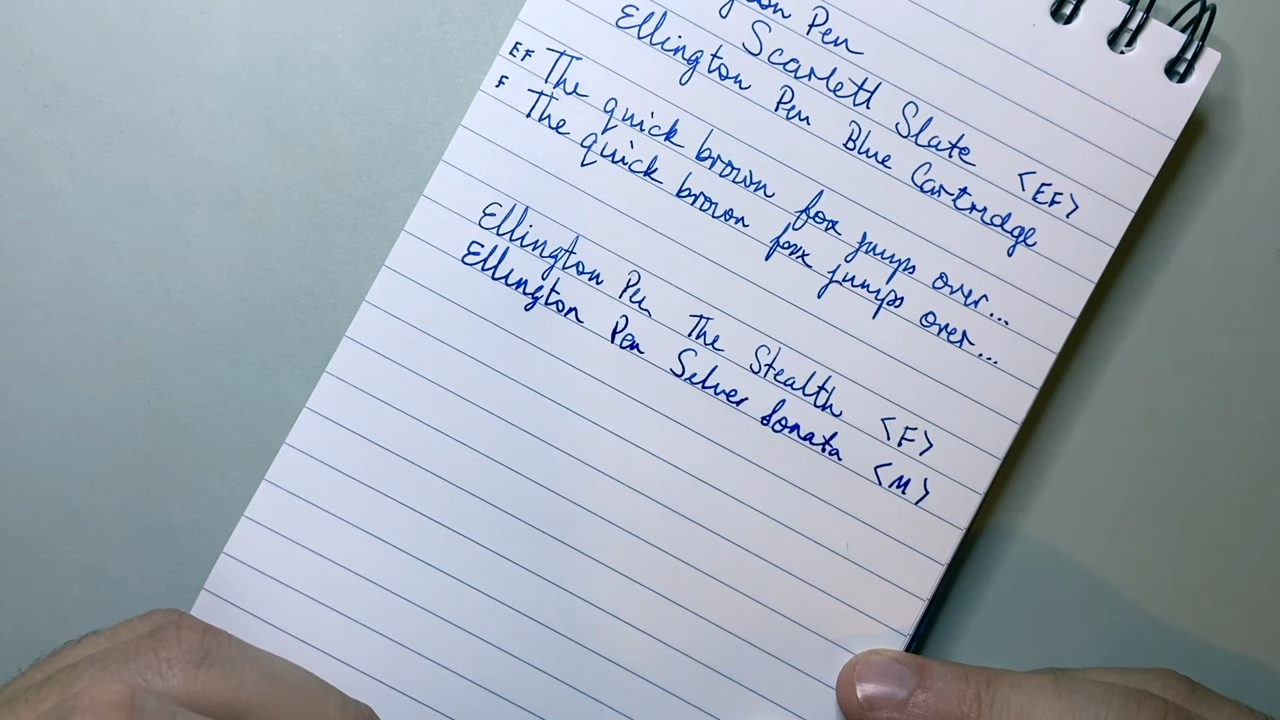 Pen
Scarlett Slate <EF>
Ellington Pen Blue Cartridge
EF The quick brown fox jumps over...
F The quick brown fox jumps over...
Ellington Pen The Stealth <F>
Ellington Pen Silver Sonata <M>